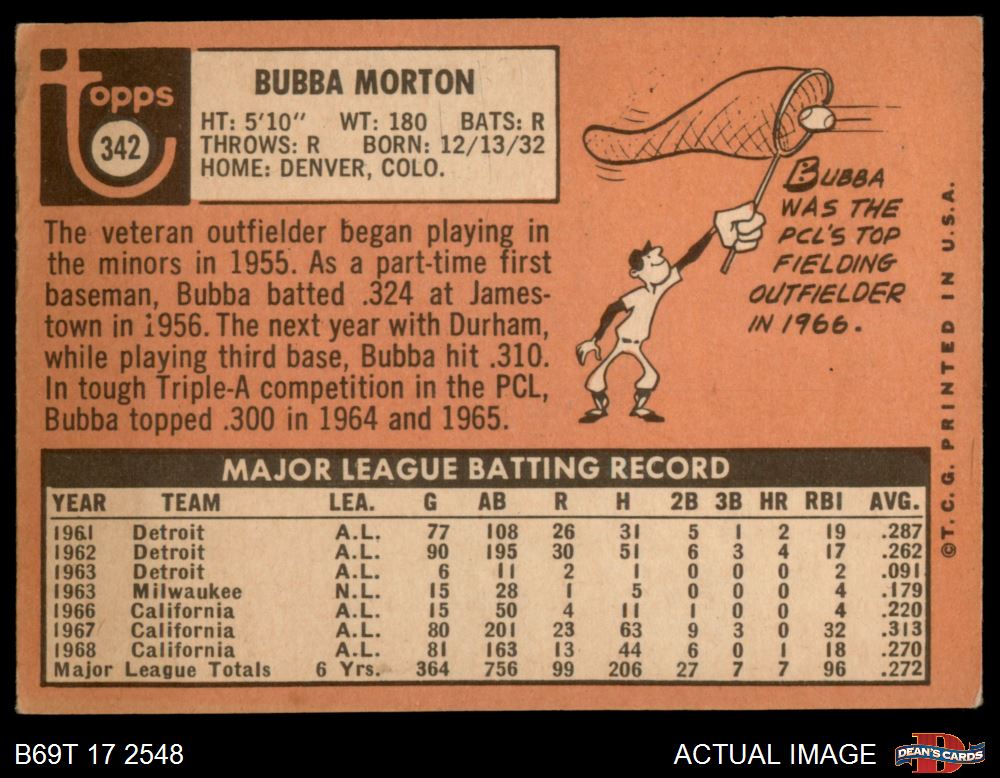 Topps
342
BUBBA MORTON
HT: 5'10" WT: 180 BATS: R
THROWS: R BORN: 12/13/32
HOME: DENVER, COLO.
The veteran outfielder began playing in
the minors in 1955. As a part-time first
baseman, Bubba batted .324 at James-
town in 1956. The next year with Durham,
while playing third base, Bubba hit .310.
In tough Triple-A competition in the PCL,
Bubba topped .300 in 1964 and 1965.
BUBBA
WAS THE
PCL'S TOP
FIELDING
OUTFIELDER
IN 1966.
©T. C. G. PRINTED IN U.S.A.
MAJOR LEAGUE BATTING RECORD
YEAR TEAM LEA. G AB R H 2B 3B HR RBI AVG.
1961 Detroit A.L. 77 108 26 31 5 1 2 19 .287
1962 Detroit A.L. 90 195 30 51 6 3 4 17 .262
1963 Detroit A.L. 6 11 2 1 0 0 0 2 .091
1963 Milwaukee N.L. 15 28 1 5 0 0 0 4 .179
1966 California A.L. 15 50 4 11 1 0 0 4 .220
1967 California A.L. 80 201 23 63 9 3 0 32 .313
1968 California A.L. 81 163 13 44 6 0 1 18 .270
Major League Totals 6 Yrs. 364 756 99 206 27 7 7 96 .272
B69T 17 2548
ACTUAL IMAGE
DEAN'S CARDS